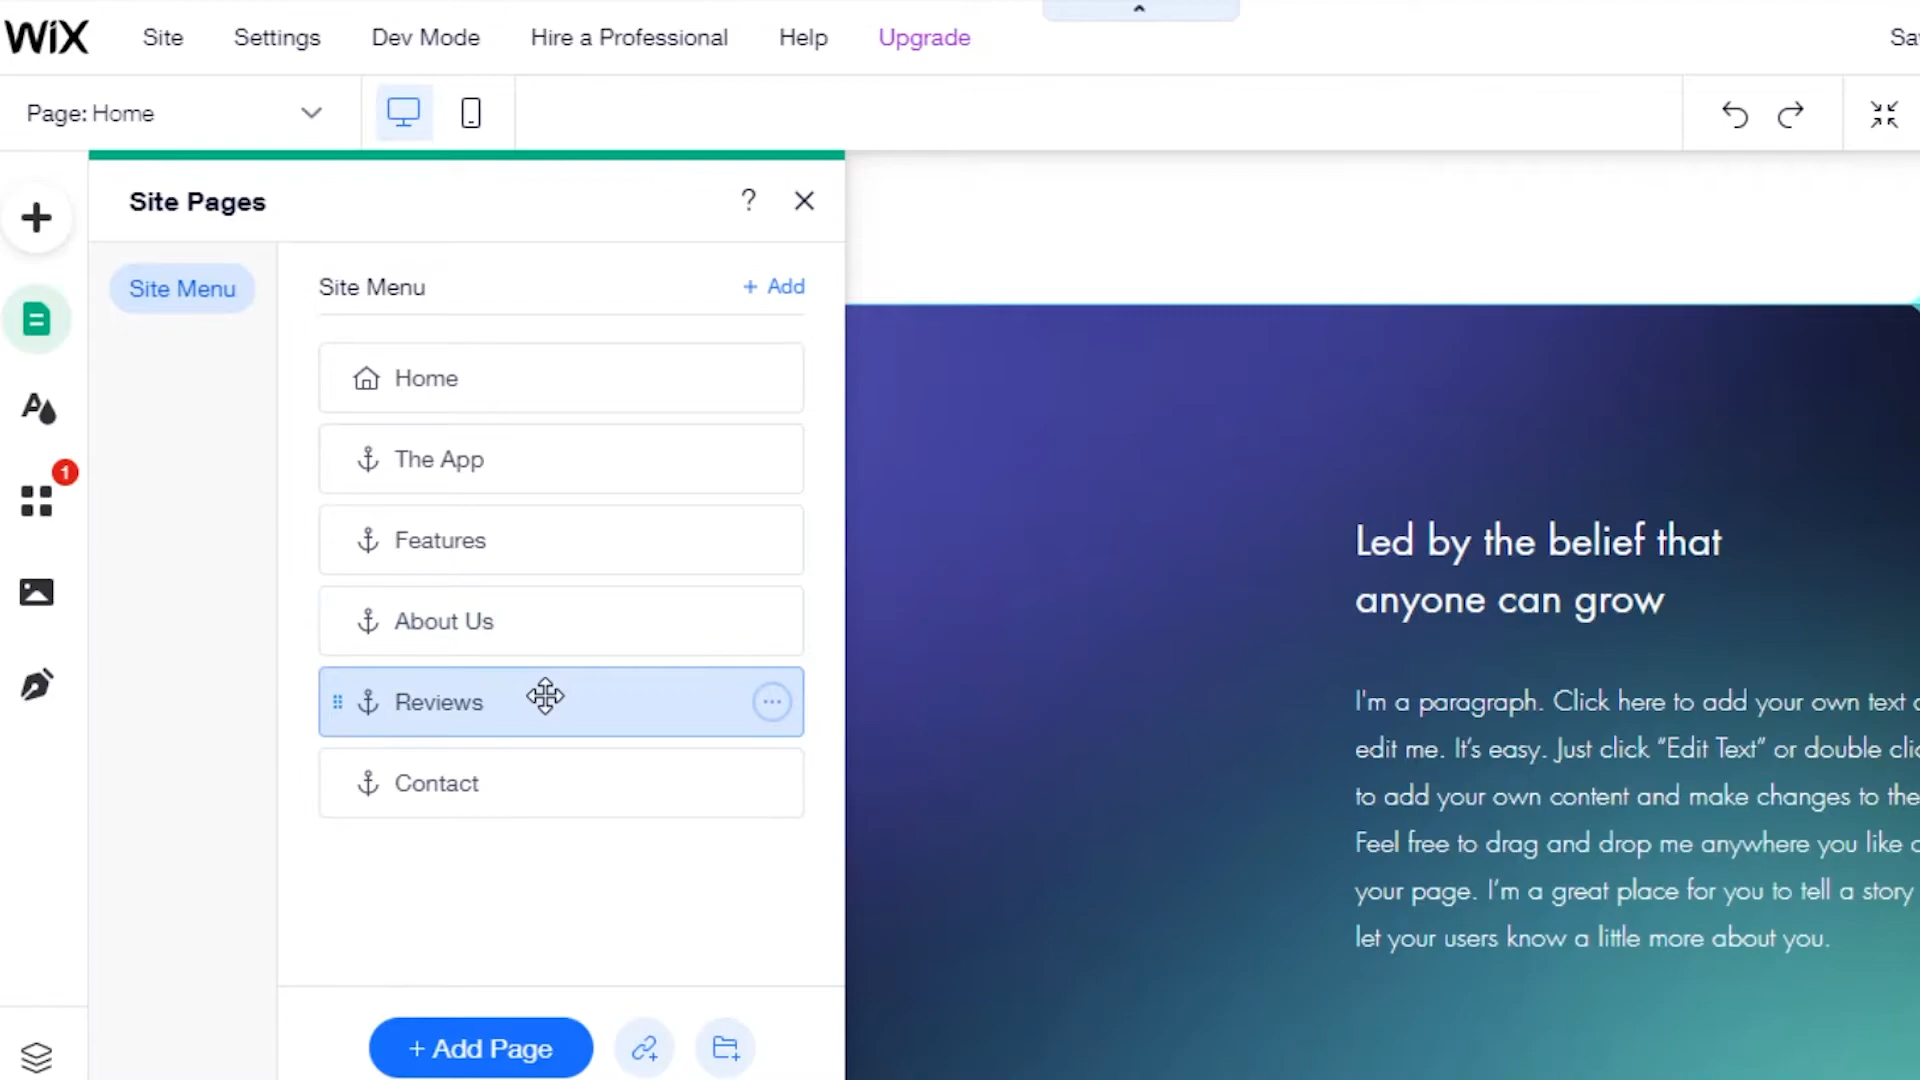 WiX
Site
Settings
Dev Mode
Hire a Professional
Help
Upgrade
Page: Home
Site Pages
?
Site Menu
Site Menu
+ Add
Home
The App
1
Features
About Us
Reviews
Contact
+ Add Page
Led by the belief that
anyone can grow
I'm a paragraph. Click here to add your own text
edit me. It's easy. Just click “Edit Text” or double
to add your own content and make changes to the
Feel free to drag and drop me anywhere you like
your page. I'm a great place for you to tell a story
let your users know a little more about you.